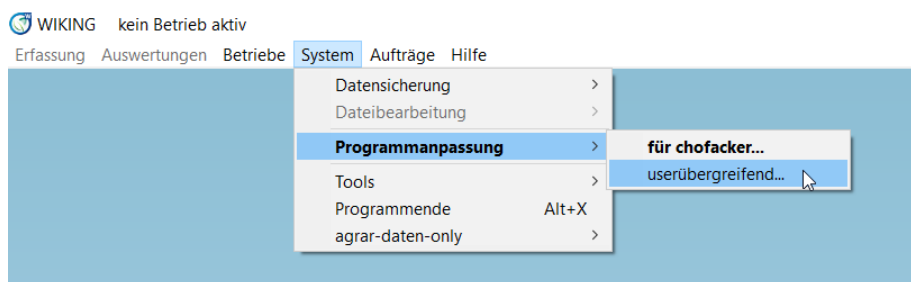 WIKING kein Betrieb aktiv
Erfassung Auswertungen Betriebe System Aufträge Hilfe
Datensicherung
Dateibearbeitung
Programmanpassung
für chofacker...
userübergreifend...
Tools
Programmende Alt+X
agrar-daten-only